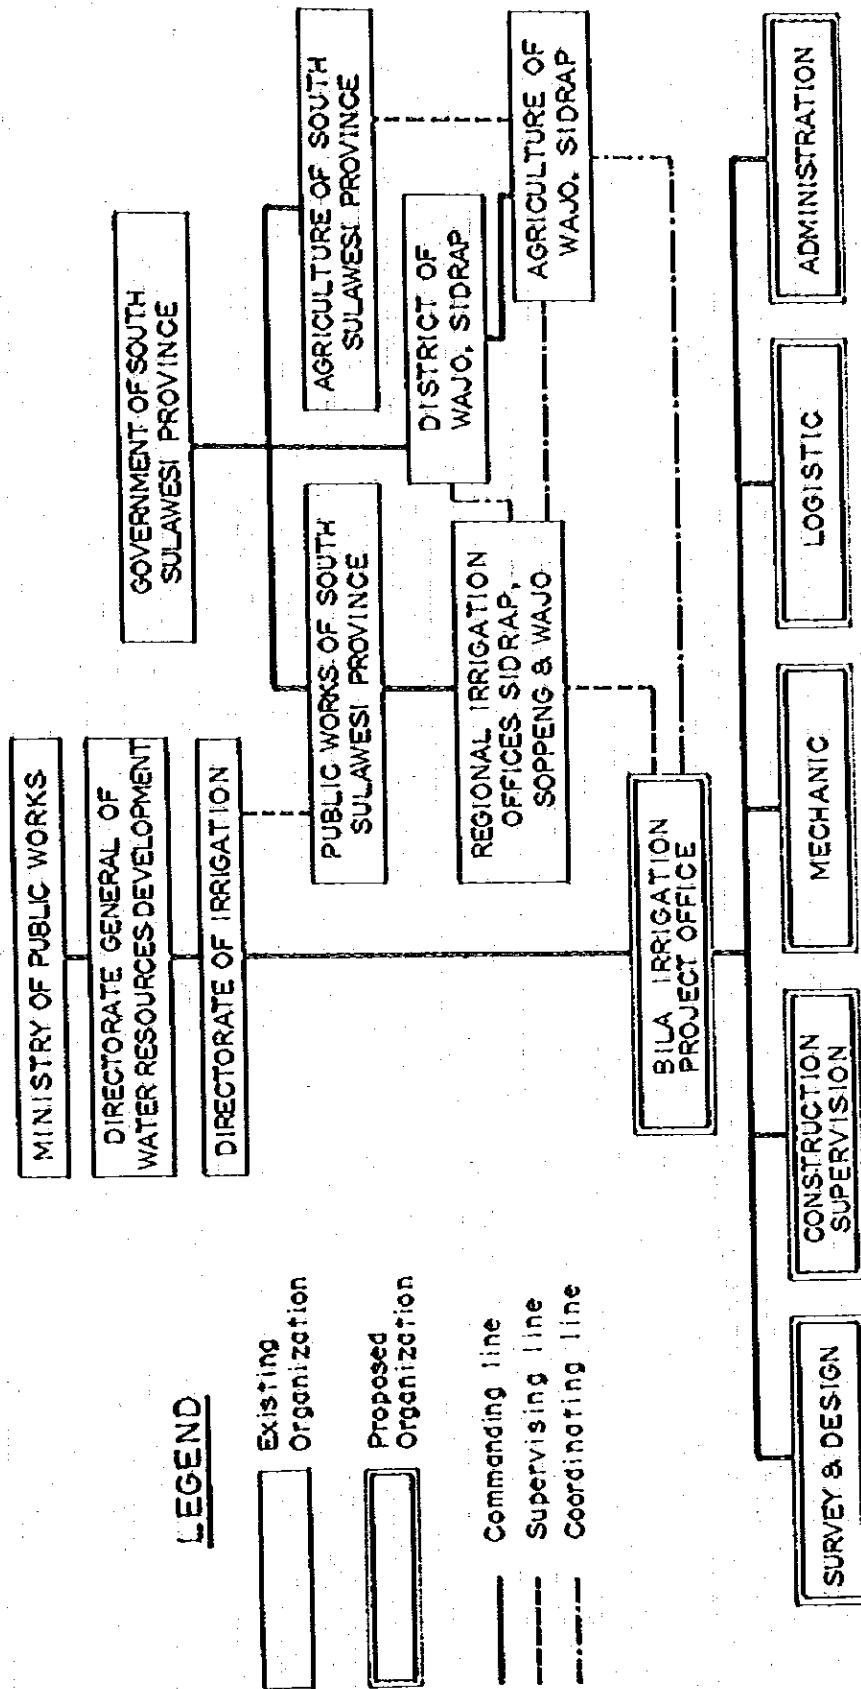 MINISTRY OF PUBLIC WORKS
DIRECTORATE GENERAL OF
WATER RESOURCES DEVELOPMENT
DIRECTORATE OF IRRIGATION
GOVERNMENT OF SOUTH
SULAWESI PROVINCE
PUBLIC WORKS OF SOUTH
SULAWESI PROVINCE
AGRICULTURE OF SOUTH
SULAWESI PROVINCE
DISTRICT OF
WAJO, SIDRAP
REGIONAL IRRIGATION
OFFICES SIDRAP,
SOPPENG & WAJO
AGRICULTURE OF
WAJO, SIDRAP
BILA IRRIGATION
PROJECT OFFICE
SURVEY & DESIGN
CONSTRUCTION
SUPERVISION
MECHANIC
LOGISTIC
ADMINISTRATION
LEGEND
Existing
Organization
Proposed
Organization
Commanding line
Supervising line
Coordinating line